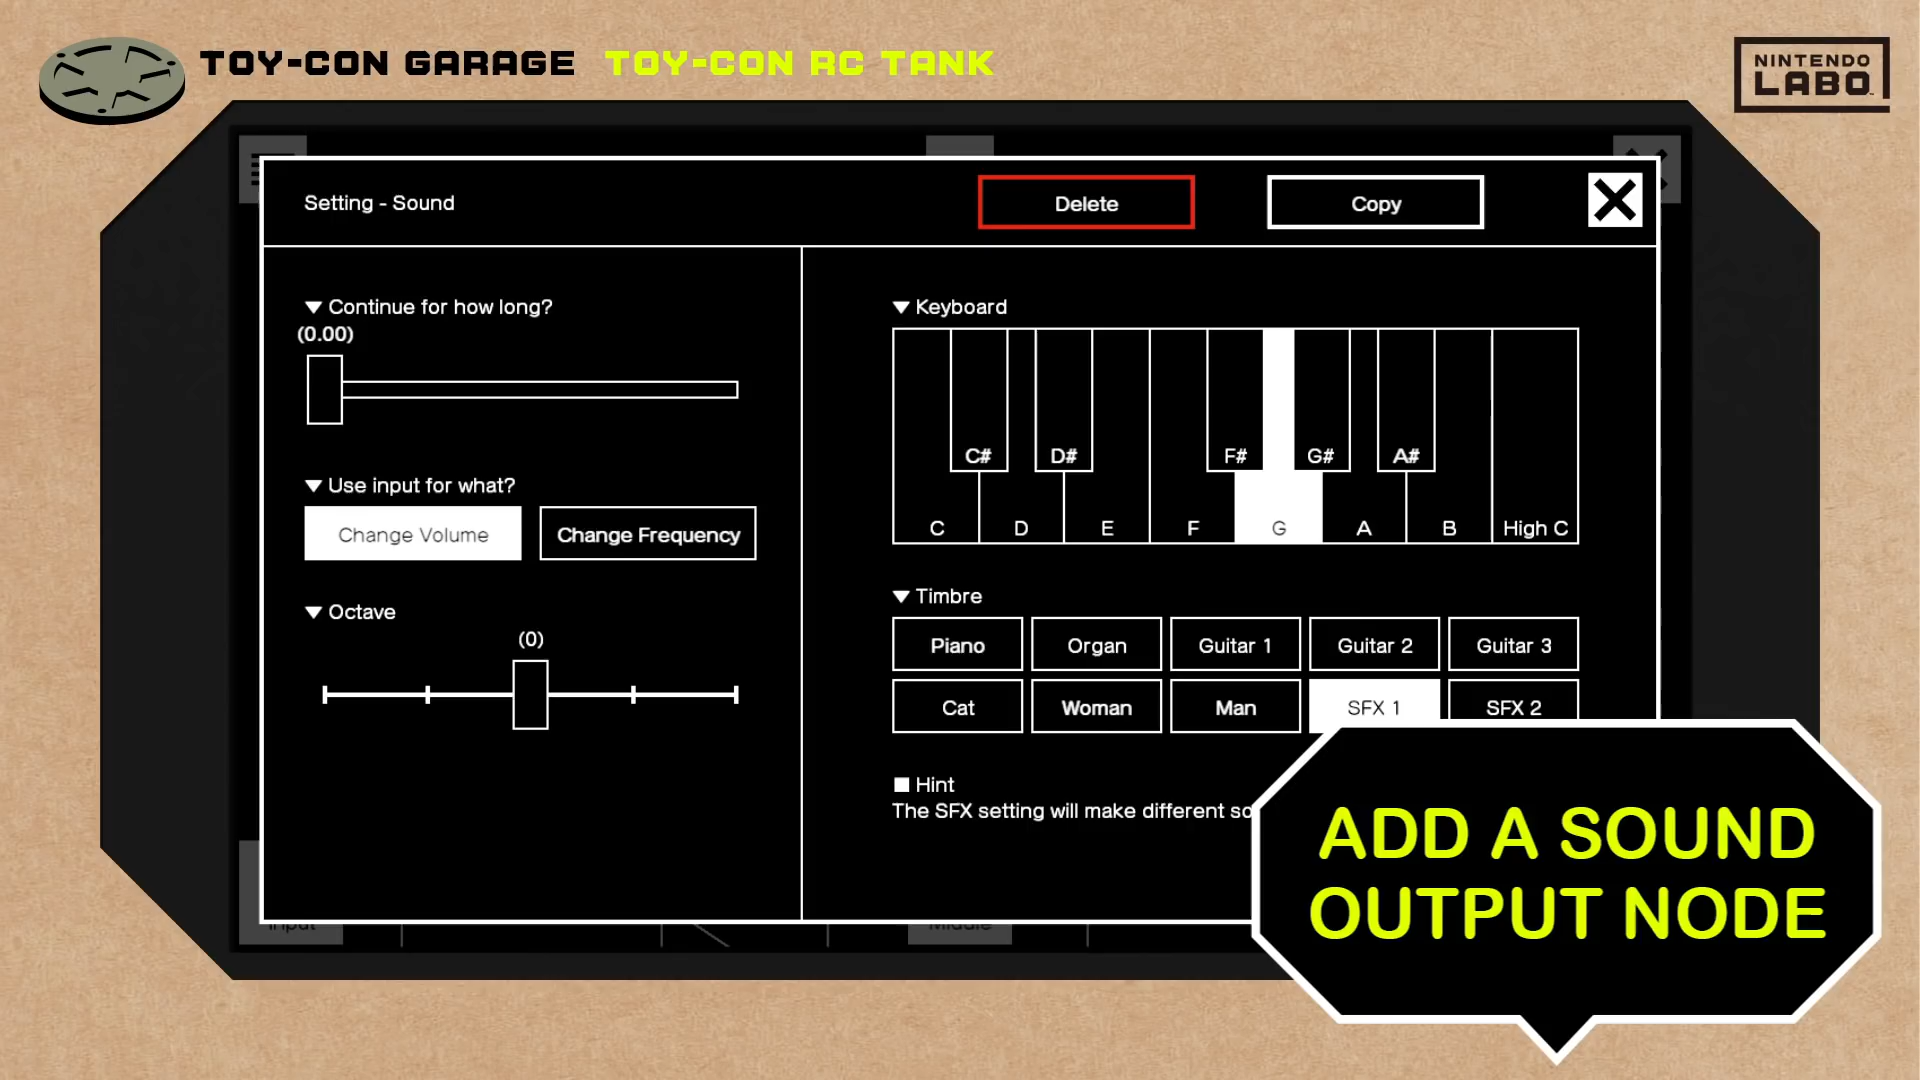 TOY-CON GARAGE TOY-CON RC TANK
NINTENDO
LABO
Setting - Sound
Delete
Copy
Continue for how long?
(0.00)
Use input for what?
Change Volume
Change Frequency
Octave
(0)
Keyboard
C# D# F# G# A#
C D E F G A B High C
Timbre
Piano Organ Guitar 1 Guitar 2 Guitar 3
Cat Woman Man SFX 1 SFX 2
Hint
The SFX setting will make different
Input
Middle
ADD A SOUND
OUTPUT NODE